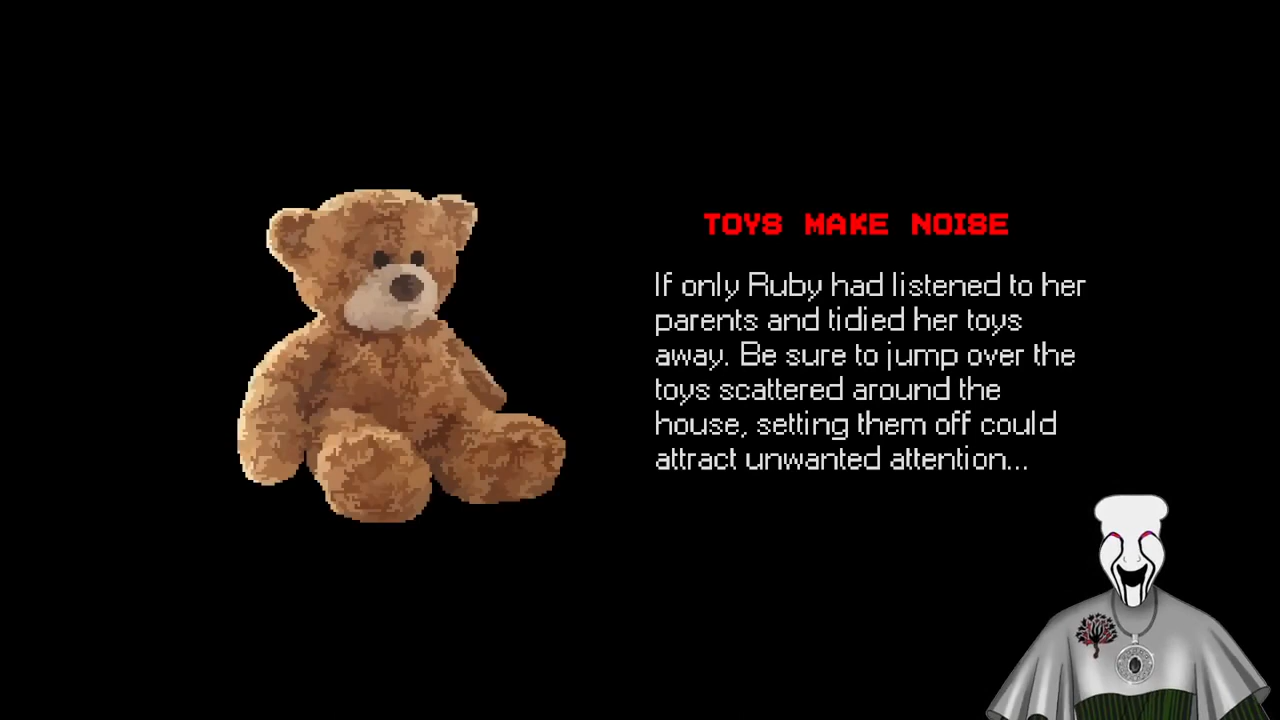 TOYS MAKE NOISE
If only Ruby had listened to her
parents and tidied her toys
away. Be sure to jump over the
toys scattered around the
house, setting them off could
attract unwanted attention...